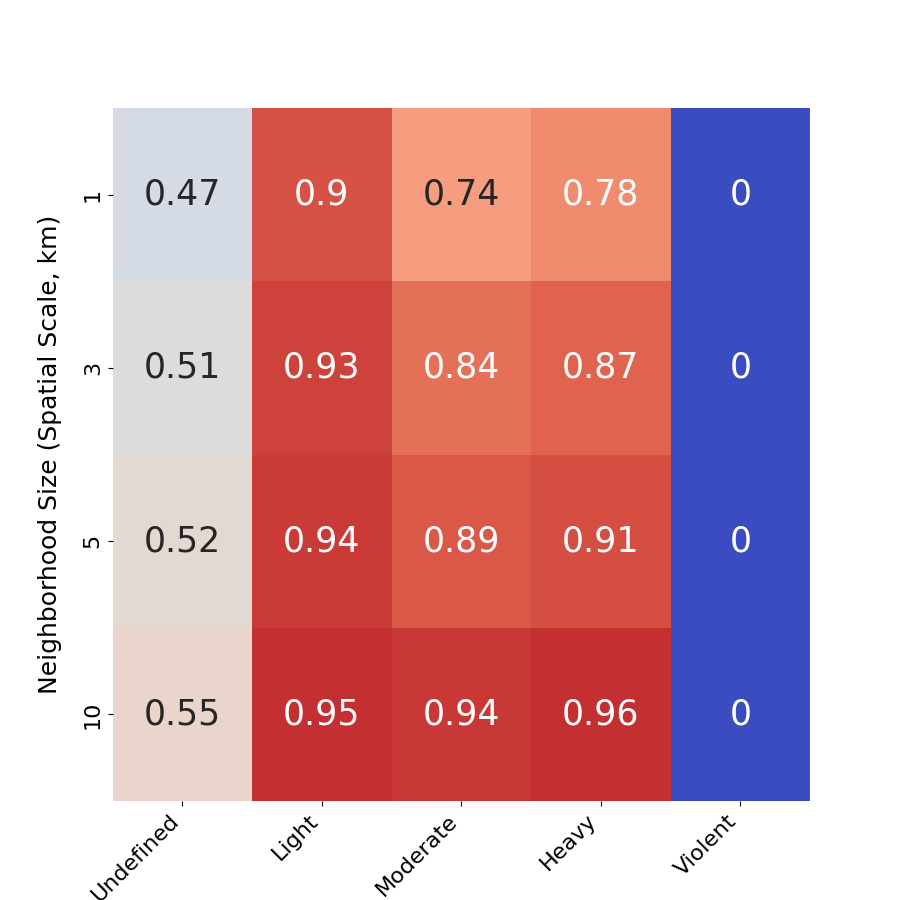 Neighborhood Size (Spatial Scale, km)
1 0.47 0.9 0.74 0.78 0
3 0.51 0.93 0.84 0.87 0
5 0.52 0.94 0.89 0.91 0
10 0.55 0.95 0.94 0.96 0
Undefined Light Moderate Heavy Violent